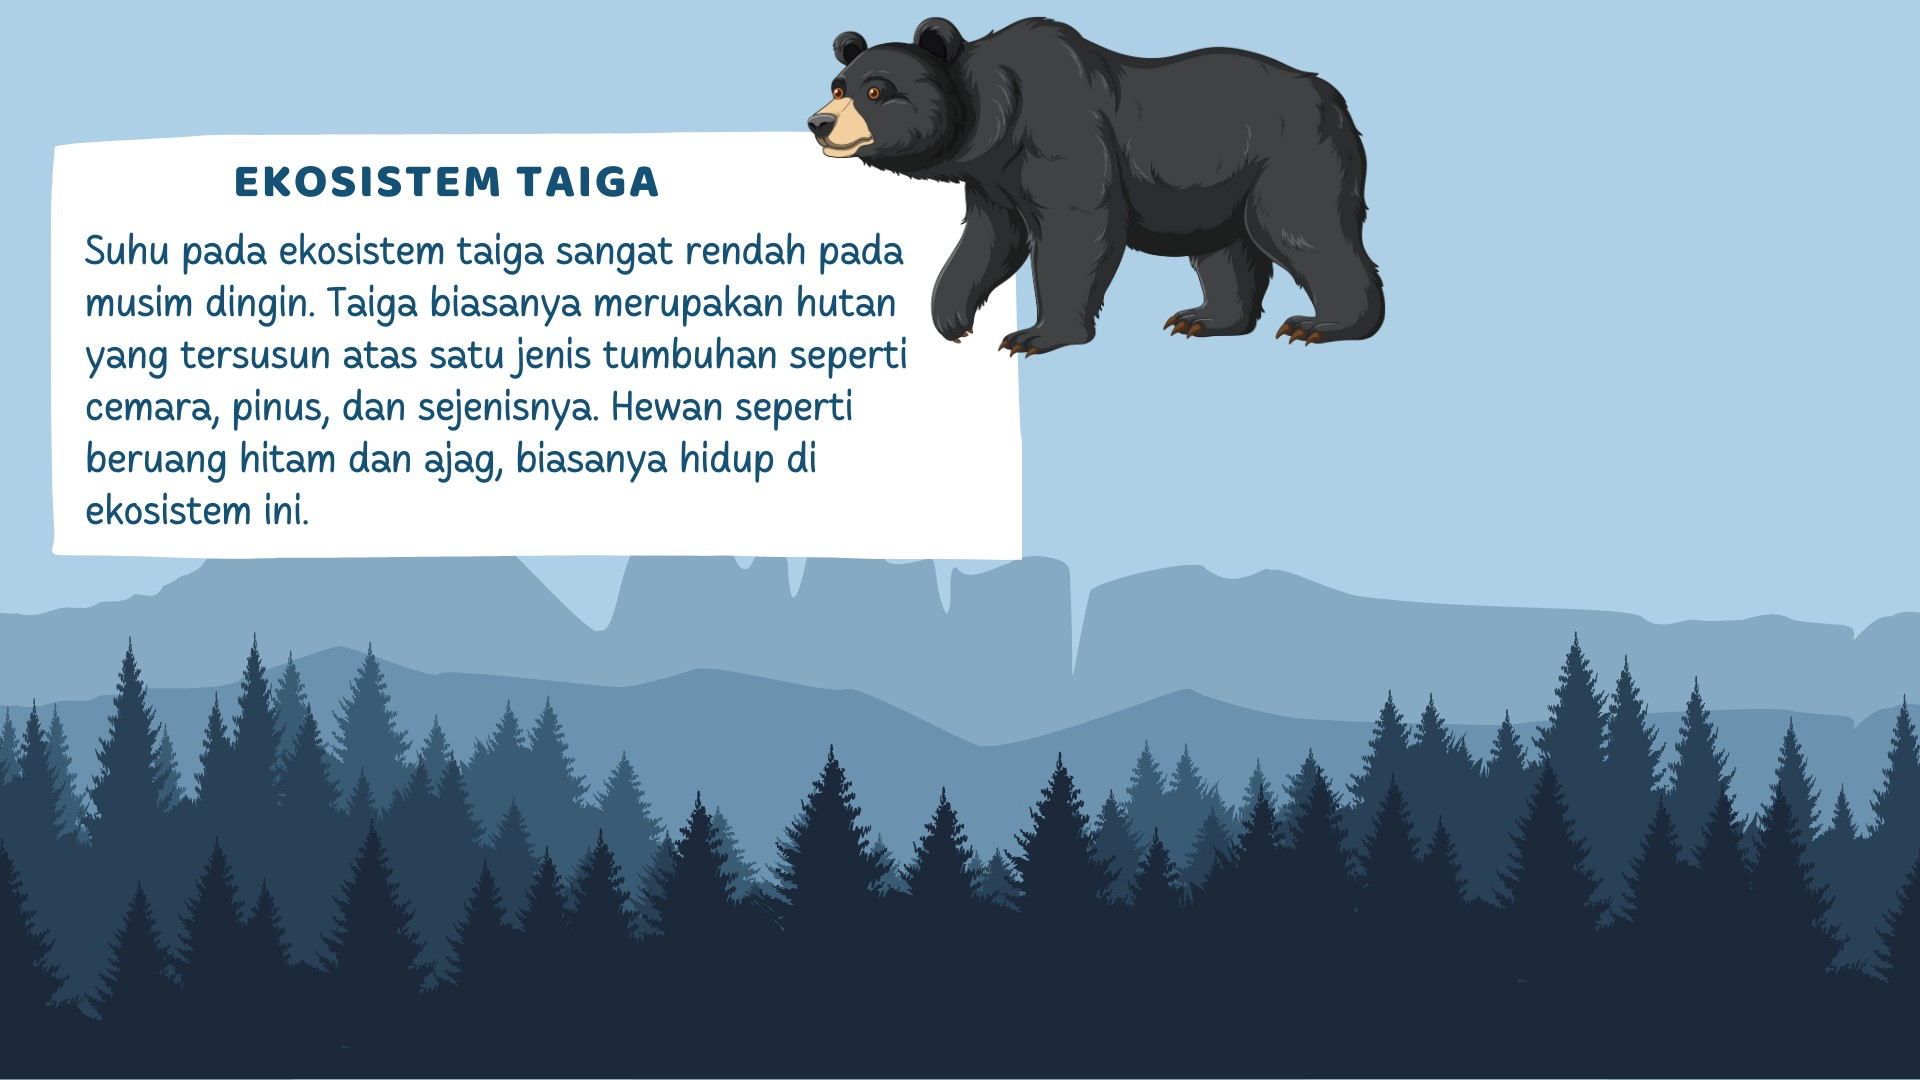 EKOSISTEM TAIGA
Suhu pada ekosistem taiga sangat rendah pada
musim dingin. Taiga biasanya merupakan hutan
yang tersusun atas satu jenis tumbuhan seperti
cemara, pinus, dan sejenisnya. Hewan seperti
beruang hitam dan ajag, biasanya hidup di
ekosistem ini.